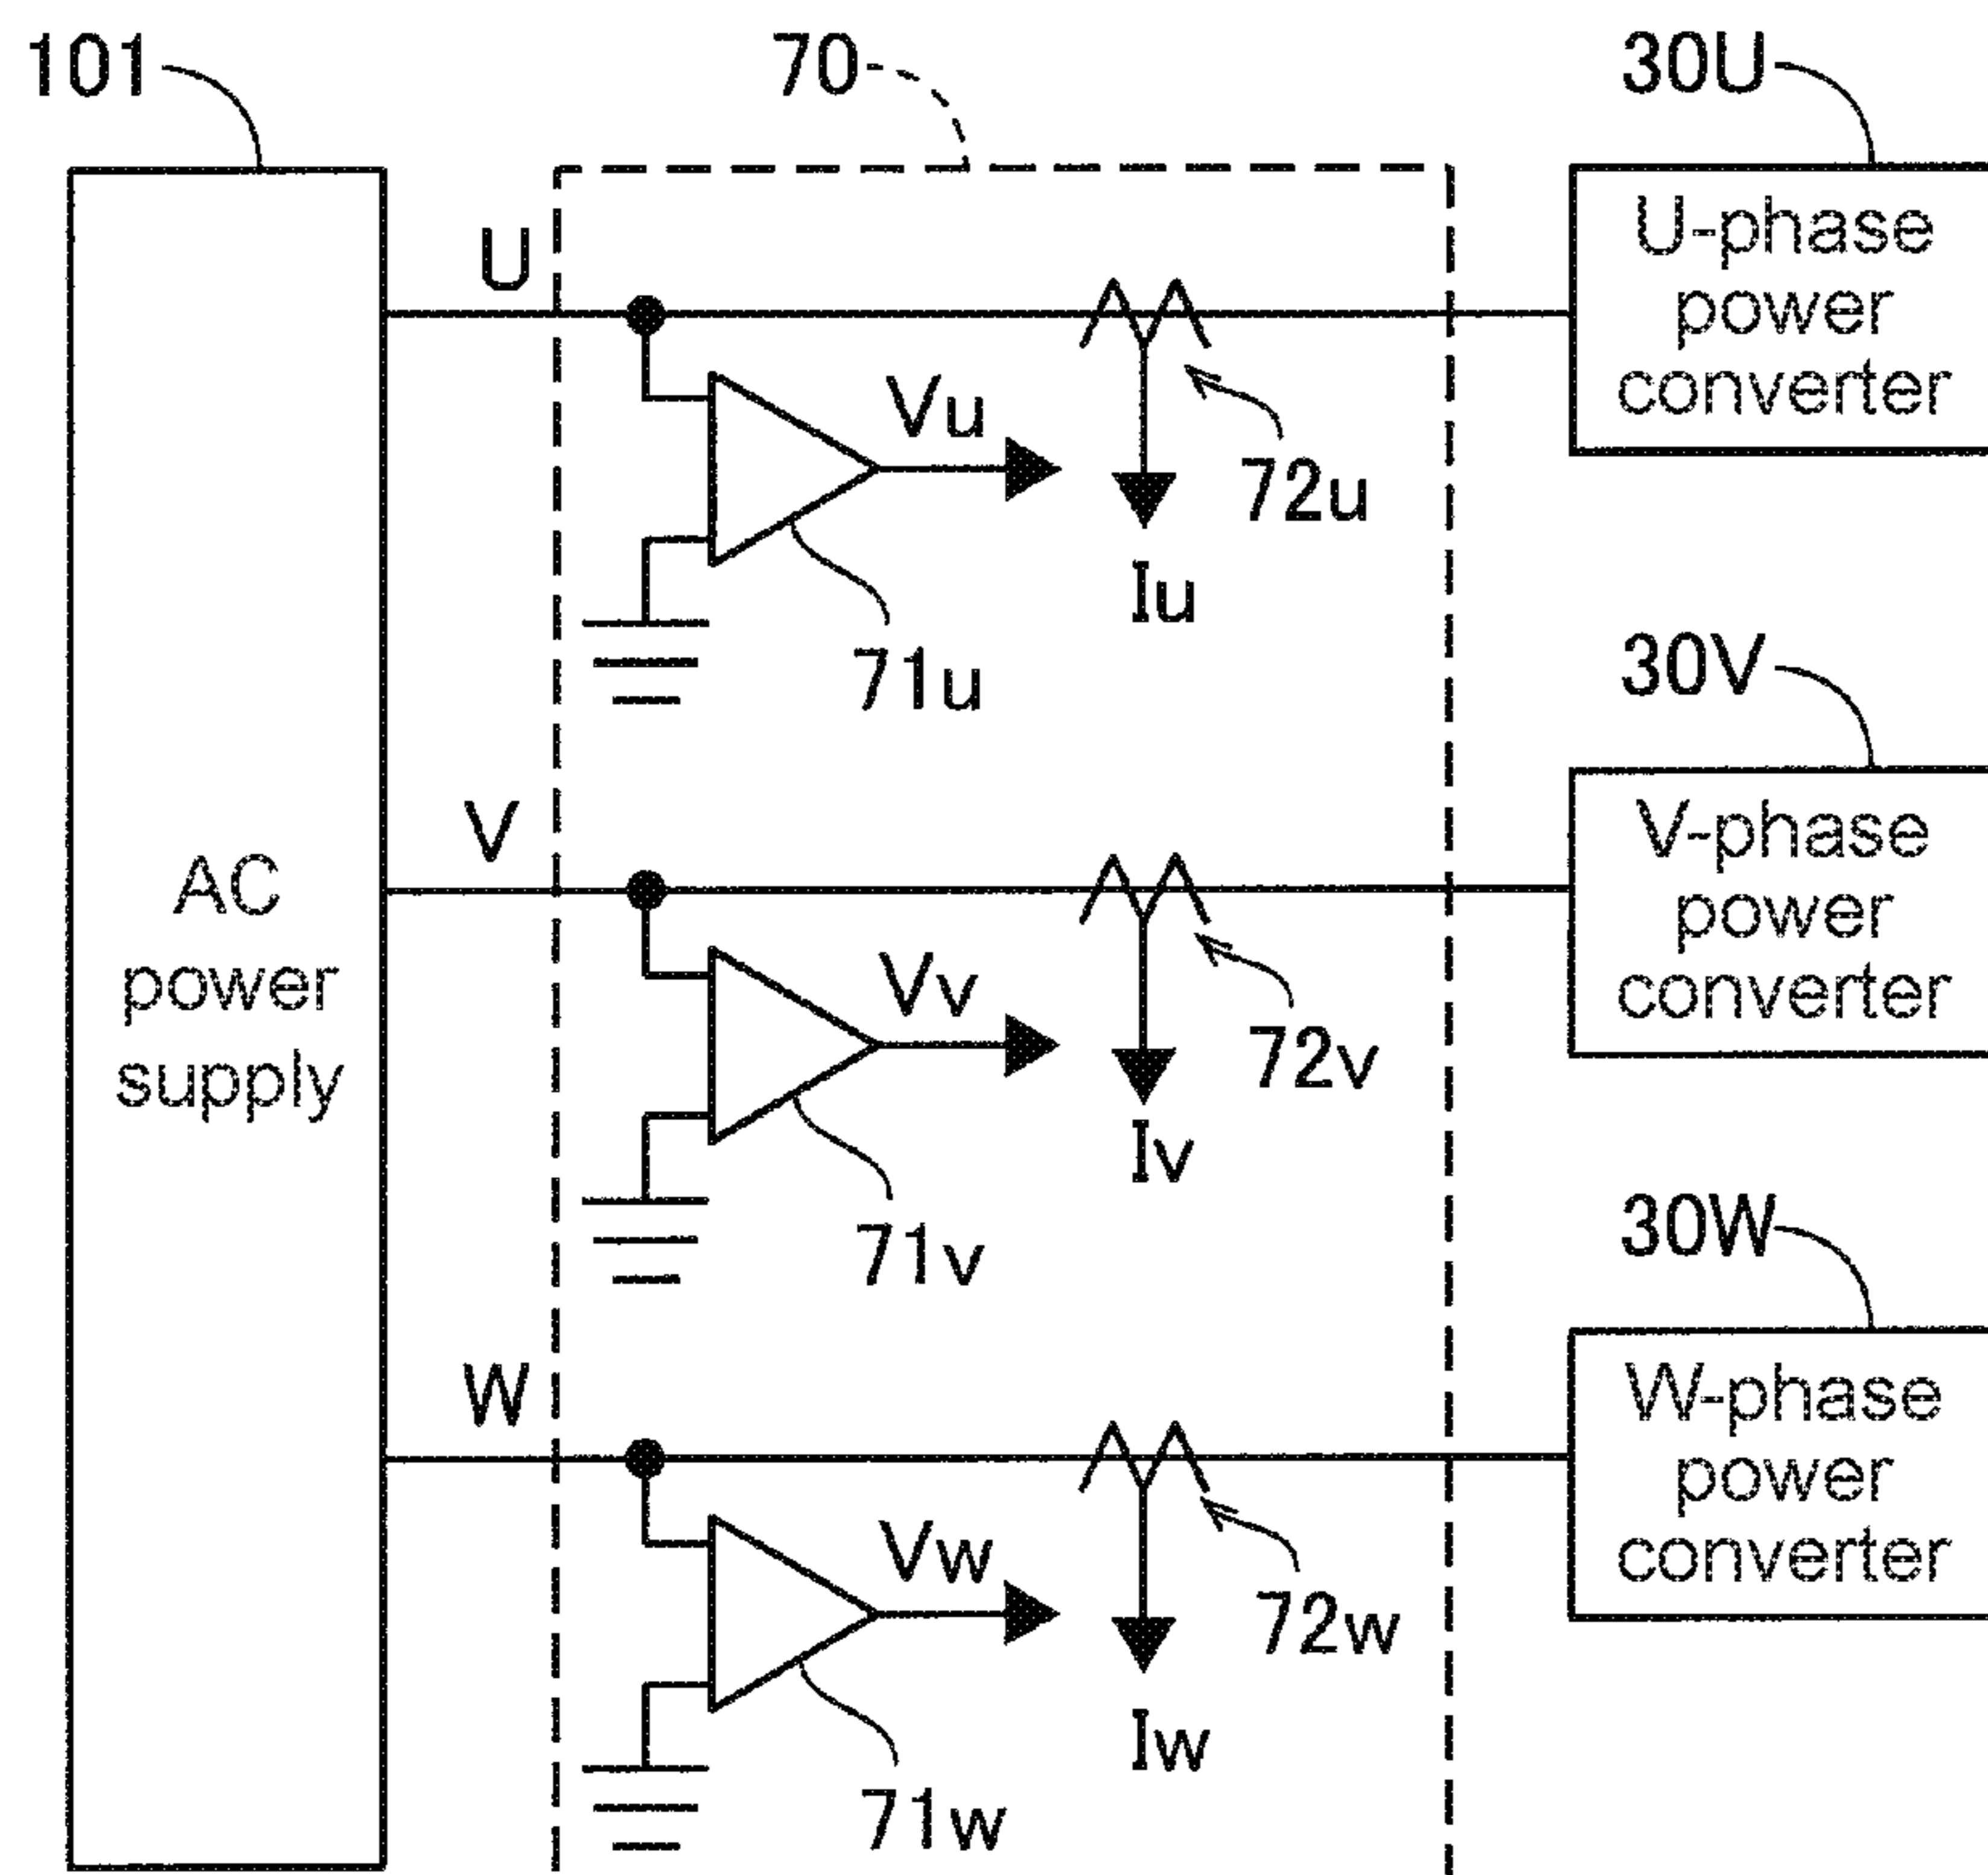 101
70
30U
U-phase
power
converter
U
Vu
72u
Iu
71u
30V
V-phase
power
converter
V
AC
power
supply
Vv
72v
Iv
71v
30W
W-phase
power
converter
W
Vw
72w
Iw
71w